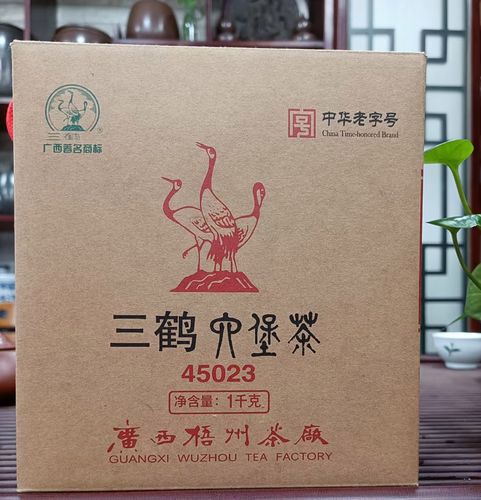 三鹤
广西著名商标
中华老字号
China Time-honored Brand
三鹤六堡茶
45023
净含量：1千克
廣西梧州茶廠
GUANGXI WUZHOU TEA FACTORY